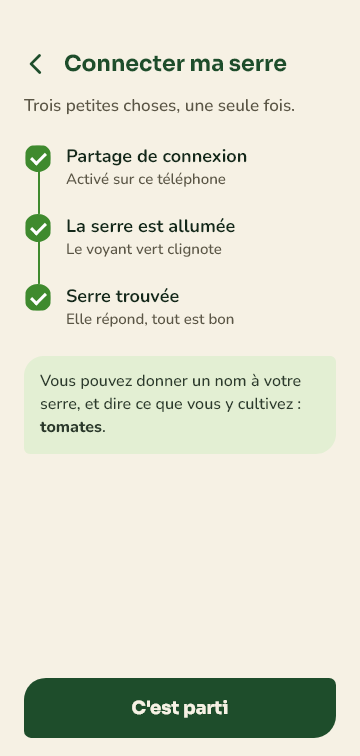 Connecter ma serre
Trois petites choses, une seule fois.
Partage de connexion
Activé sur ce téléphone
La serre est allumée
Le voyant vert clignote
Serre trouvée
Elle répond, tout est bon
Vous pouvez donner un nom à votre
serre, et dire ce que vous y cultivez :
tomates.
C'est parti